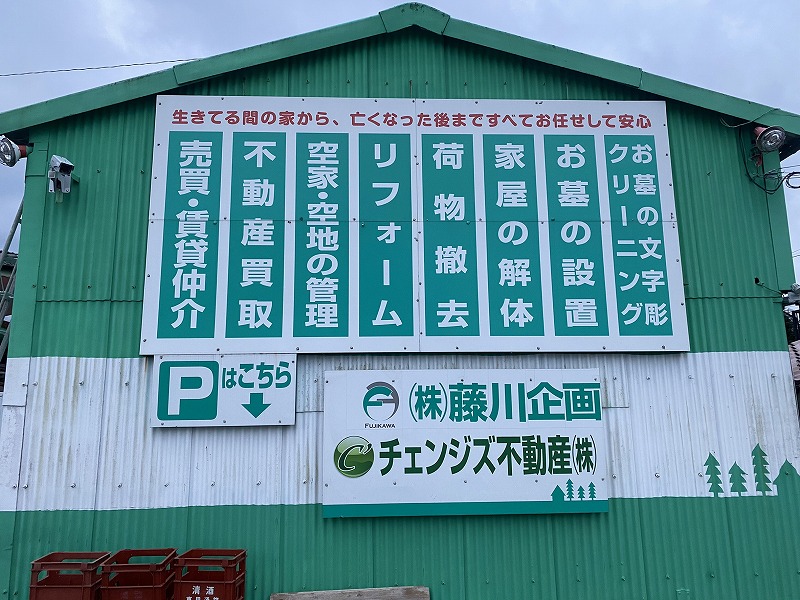 生きてる間の家から、亡くなった後まですべてお任せして安心
売買・賃貸仲介
不動産買取
空家・空地の管理
リフォーム
荷物撤去
家屋の解体
お墓の設置
お墓の文字彫
クリーニング
P はこちら
FUJIKAWA
(株)藤川企画
C' チェンジズ不動産(株)
清酒